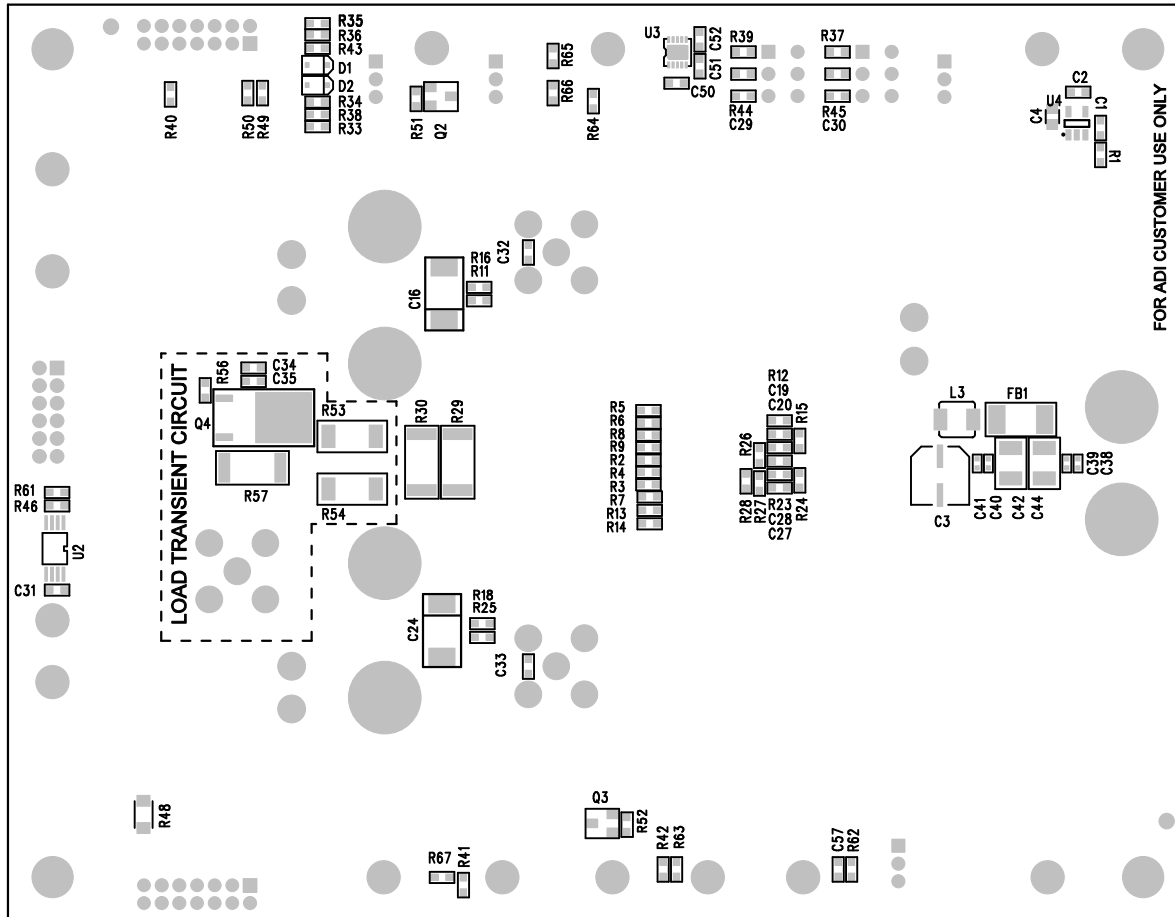 R35
R36
R43
D1
D2
R34
R38
R33
R40
R50
R49
R51
Q2
R65
R66
R64
U3
C52
C51
C50
R39
R44
C29
R37
R45
C30
C2
U4
C4
C1
R1
FOR ADI CUSTOMER USE ONLY
C32
R16
R11
C16
LOAD TRANSIENT CIRCUIT
R56
C34
C35
Q4
R53
R57
R54
R30
R29
R5
R6
R8
R9
R2
R4
R3
R7
R13
R14
R12
C19
C20
R15
R26
R28
R27
R23
C28
C27
R24
L3
FB1
C3
C41
C40
C42
C44
C39
C38
R61
R46
U2
C31
C24
R18
R25
C33
R48
Q3
R52
R67
R41
R42
R63
C57
R62